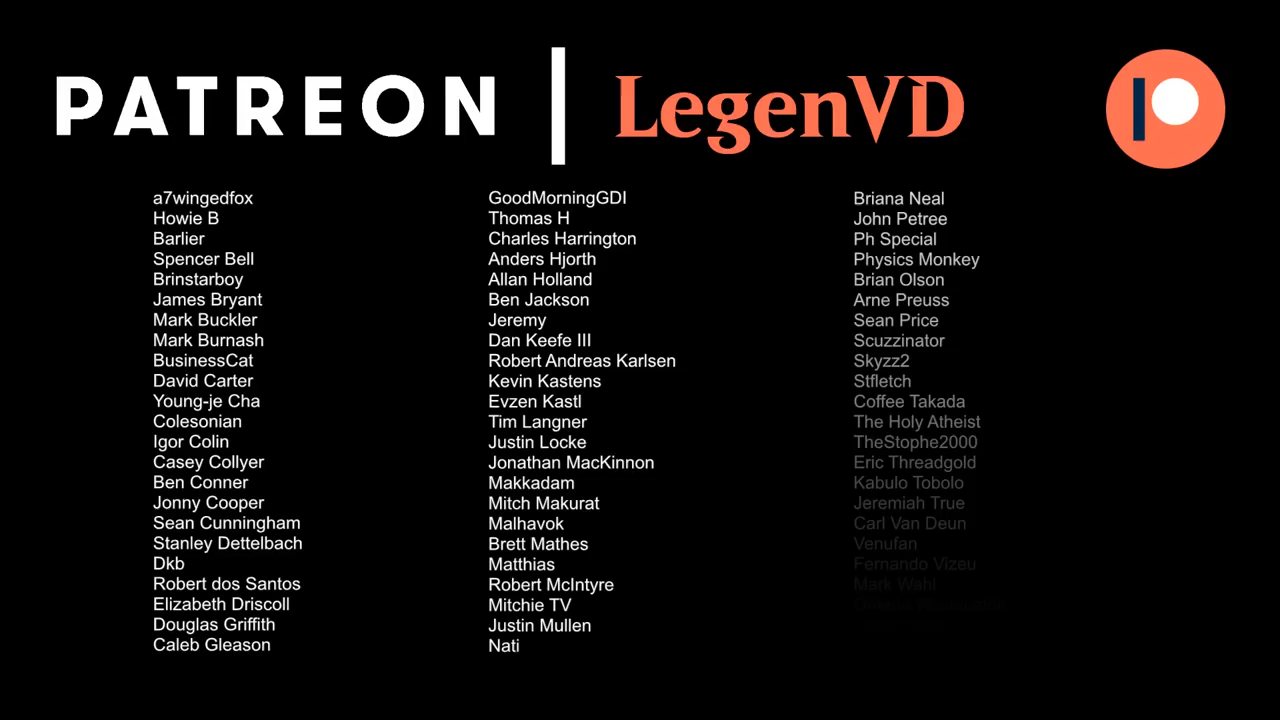 PATREON | LegenVD
a7wingedfox
Howie B
Barlier
Spencer Bell
Brinstarboy
James Bryant
Mark Buckler
Mark Burnash
BusinessCat
David Carter
Young-je Cha
Colesonian
Igor Colin
Casey Collyer
Ben Conner
Jonny Cooper
Sean Cunningham
Stanley Dettelbach
Dkb
Robert dos Santos
Elizabeth Driscoll
Douglas Griffith
Caleb Gleason
GoodMorningGDI
Thomas H
Charles Harrington
Anders Hjorth
Allan Holland
Ben Jackson
Jeremy
Dan Keefe III
Robert Andreas Karlsen
Kevin Kastens
Evzen Kastl
Tim Langner
Justin Locke
Jonathan MacKinnon
Makkadam
Mitch Makurat
Malhavok
Brett Mathes
Matthias
Robert McIntyre
Mitchie TV
Justin Mullen
Nati
Briana Neal
John Petree
Ph Special
Physics Monkey
Brian Olson
Arne Preuss
Sean Price
Scuzzinator
Skyzz2
Stfletch
Coffee Takada
The Holy Atheist
TheStophe2000
Eric Threadgold
Kabulo Tobolo
Jeremiah True
Carl Van Deun
Venufan
Fernando Vizeu
Mark Wahl